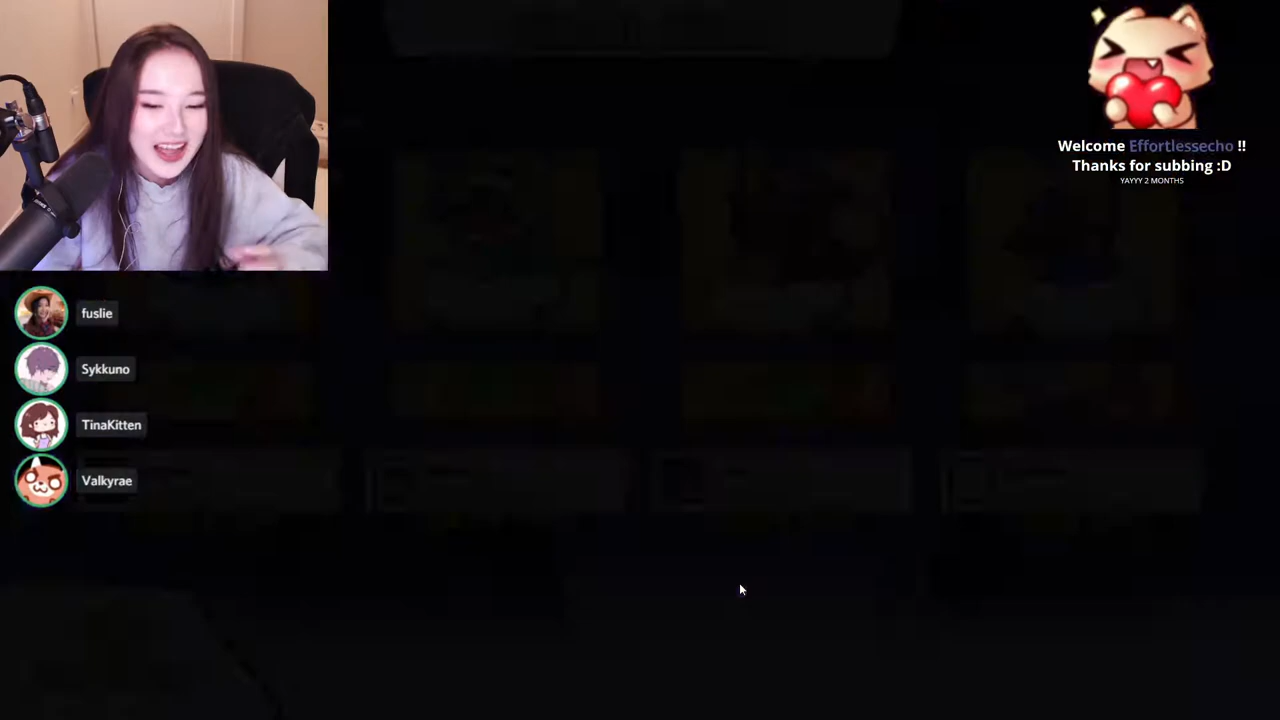 Welcome Effortlessecho !!
Thanks for subbing :D
YAYYY 2 MONTHS
fuslie
Sykkuno
TinaKitten
Valkyrae